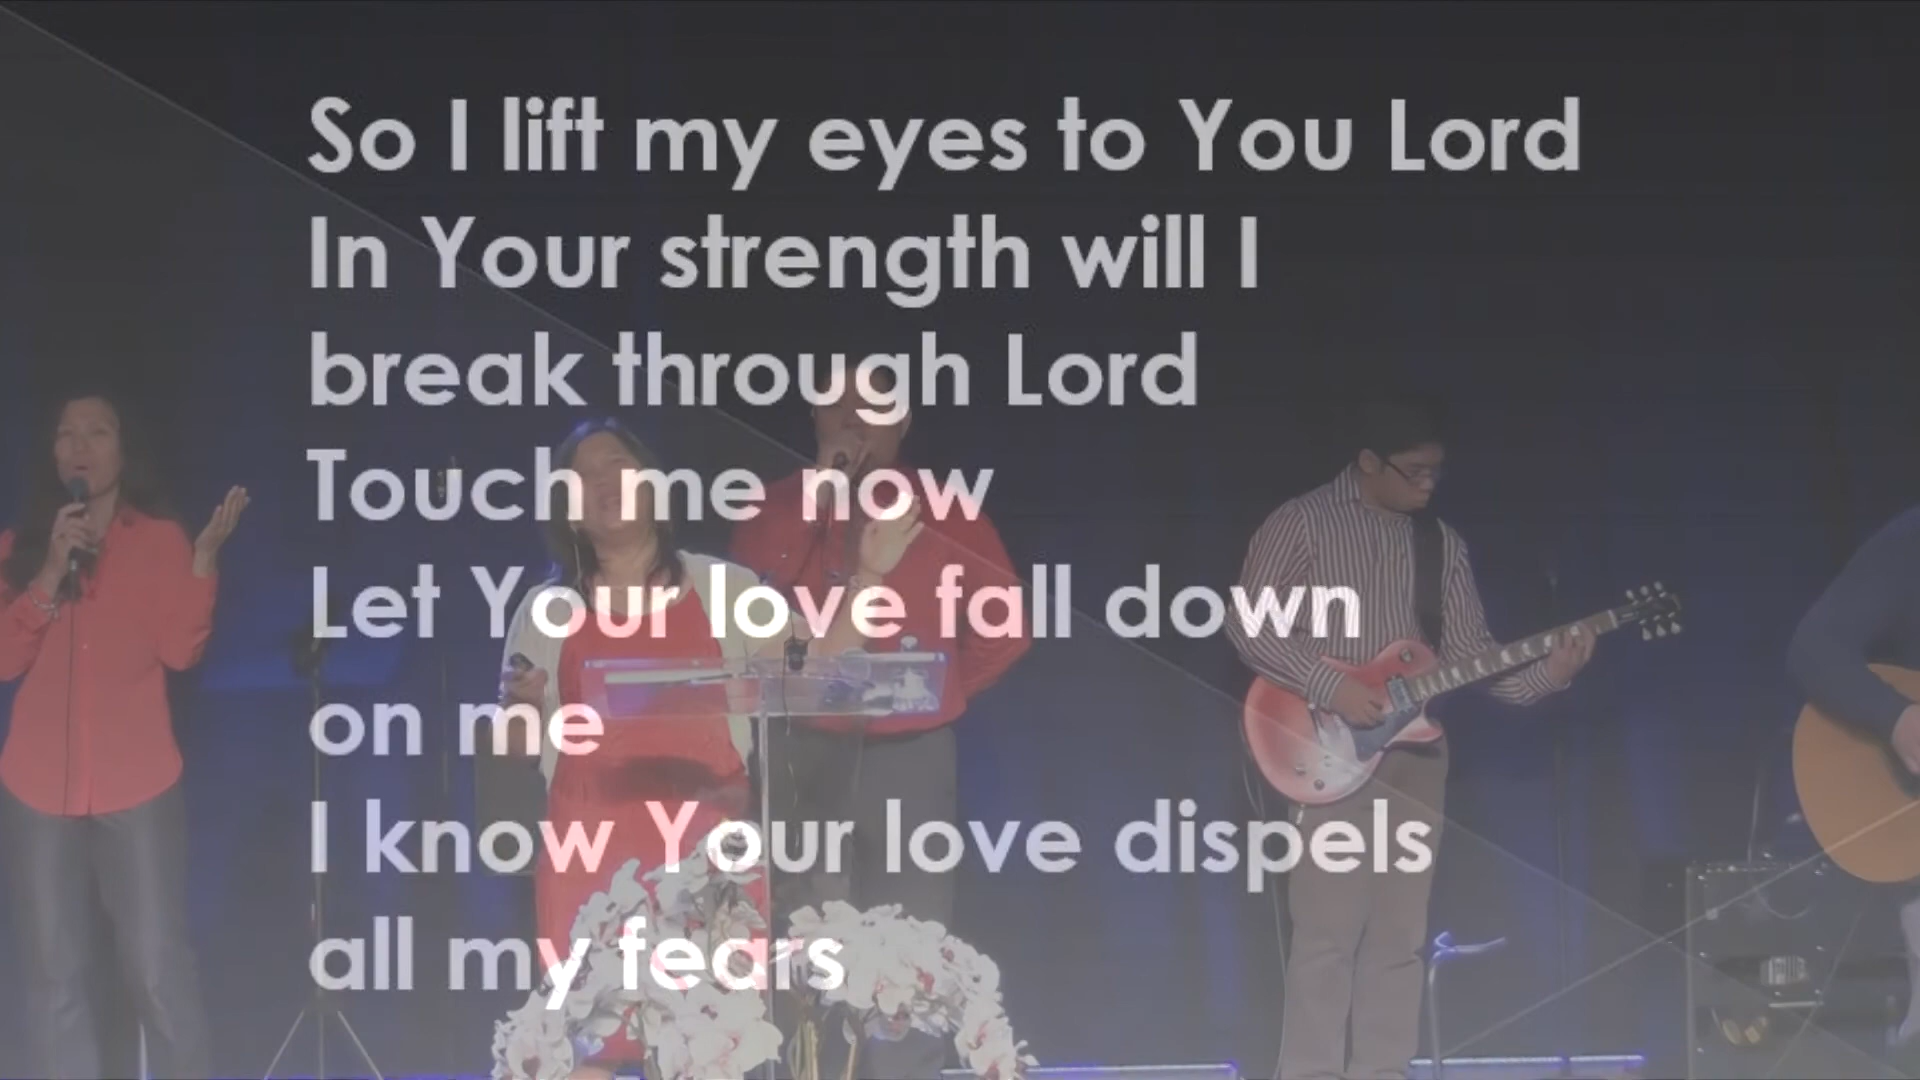 So I lift my eyes to You Lord
In Your strength will I
break through Lord
Touch me now
Let Your love fall down
on me
I know Your love dispels
all my fears